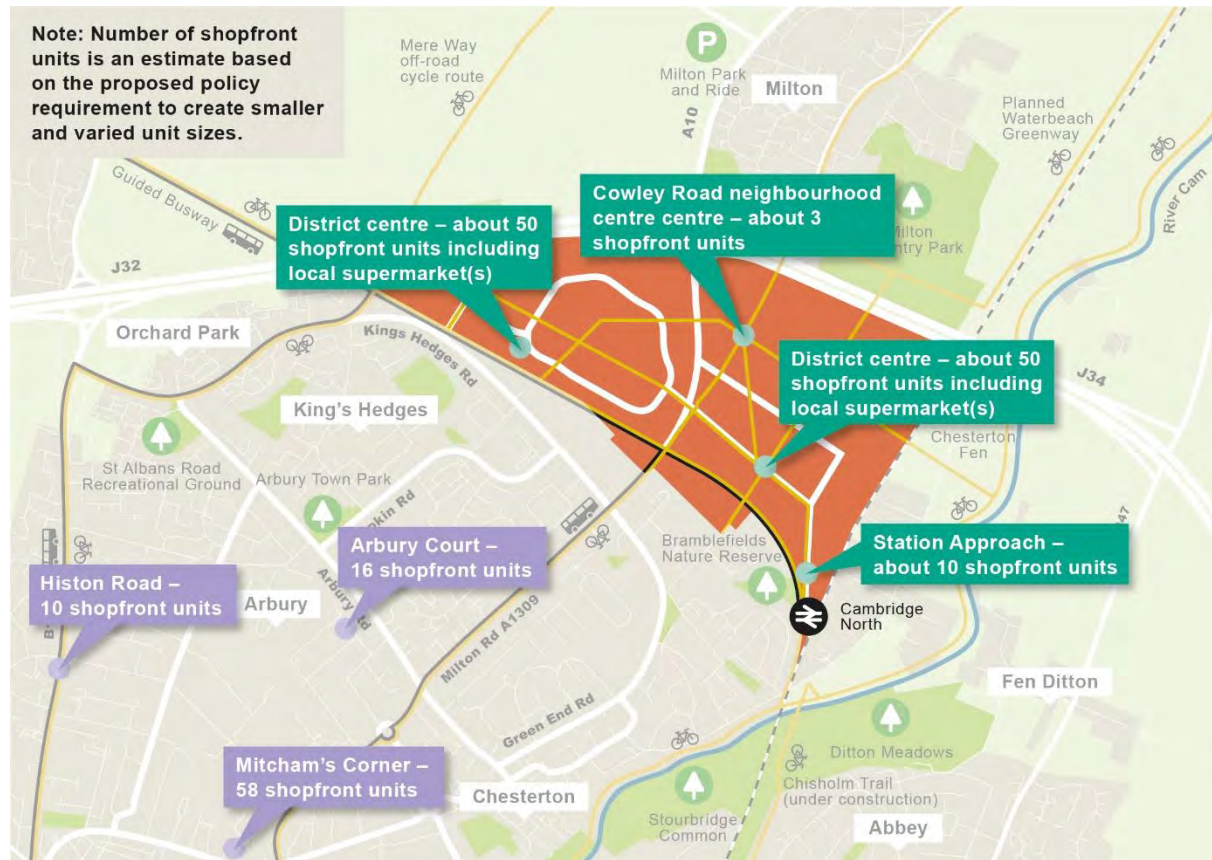 Note: Number of shopfront
units is an estimate based
on the proposed policy
requirement to create smaller
and varied unit sizes.
Mere Way
off-road
cycle route
P
Milton Park
and Ride
Milton
A10
Planned
Waterbeach
Greenway
River Cam
Guided Busway
District centre – about 50
shopfront units including
local supermarket(s)
Cowley Road neighbourhood
centre centre – about 3
shopfront units
Milton
ntry Park
J32
Orchard Park
Kings Hedges Rd
King's Hedges
District centre – about 50
shopfront units including
local supermarket(s)
J34
Chesterton
Fen
St Albans Road
Recreational Ground
Arbury Town Park
pkin Rd
Bramblefields
Nature Reserve
Station Approach –
about 10 shopfront units
47
Arbury Court –
16 shopfront units
Histon Road –
10 shopfront units
Arbury
Arbury Rd
Milton Rd A1309
Cambridge
North
Green End Rd
Fen Ditton
Ditton Meadows
Mitcham's Corner –
58 shopfront units
Chesterton
Chisholm Trail
(under construction)
Stourbridge
Common
Abbey